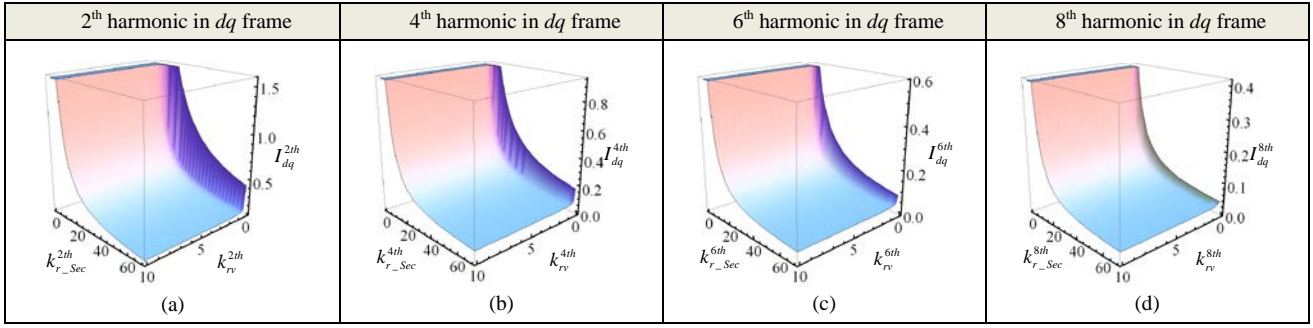 2th harmonic in dq frame
4th harmonic in dq frame
6th harmonic in dq frame
8th harmonic in dq frame
1.5
1.0
0.5
I_dq^2th
0
20
40
60
k_r_Sec^2th
10
5
0
k_rv^2th
(a)
0.8
0.6
0.4
0.2
0.0
I_dq^4th
0
20
40
60
k_r_Sec^4th
10
5
0
k_rv^4th
(b)
0.6
0.4
0.2
0.0
I_dq^6th
0
20
40
60
k_r_Sec^6th
10
5
0
k_rv^6th
(c)
0.4
0.3
0.2
0.1
0.0
I_dq^8th
0
20
40
60
k_r_Sec^8th
10
5
0
k_rv^8th
(d)